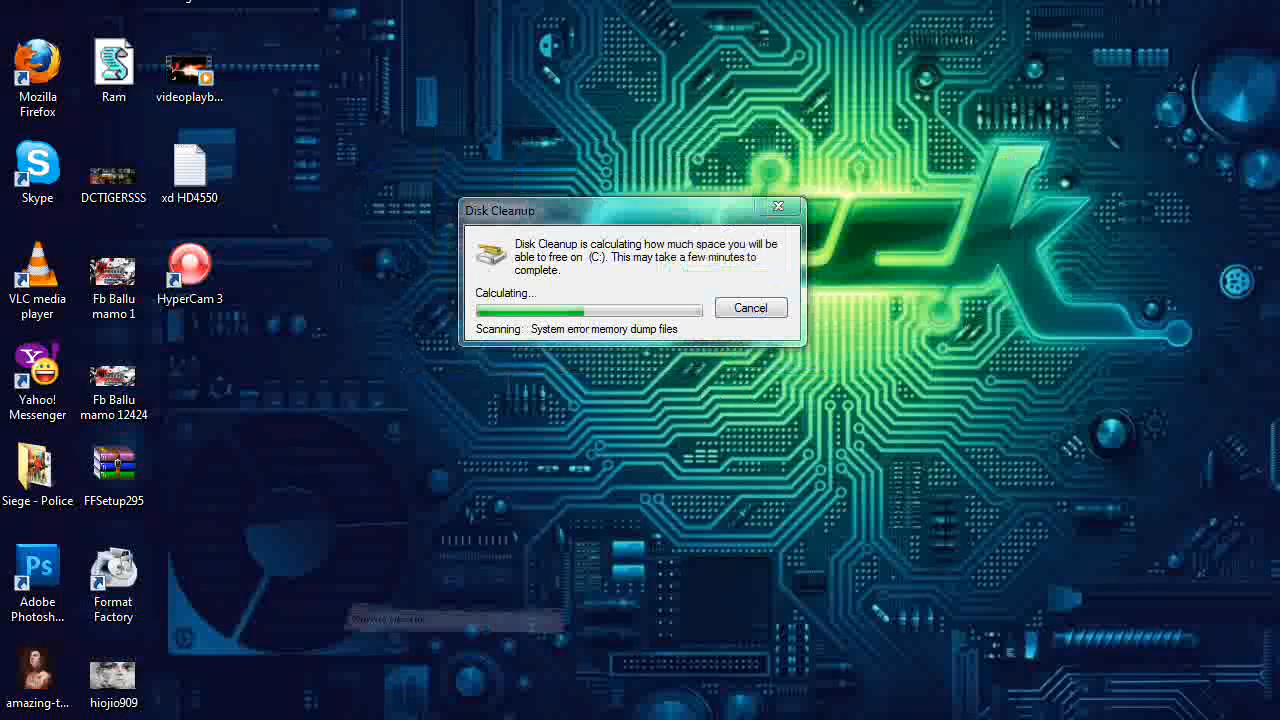 Mozilla
Firefox
Ram
videoplayb...
Skype
DCTIGERSSS
xd HD4550
VLC media
player
Fb Ballu
mamo 1
HyperCam 3
Yahoo!
Messenger
Fb Ballu
mamo 12424
Siege - Police
FFSetup295
Adobe
Photosh...
Format
Factory
amazing-t...
hiojio909
Disk Cleanup
Disk Cleanup is calculating how much space you will be
able to free on (C:). This may take a few minutes to
complete.
Calculating...
Cancel
Scanning: System error memory dump files